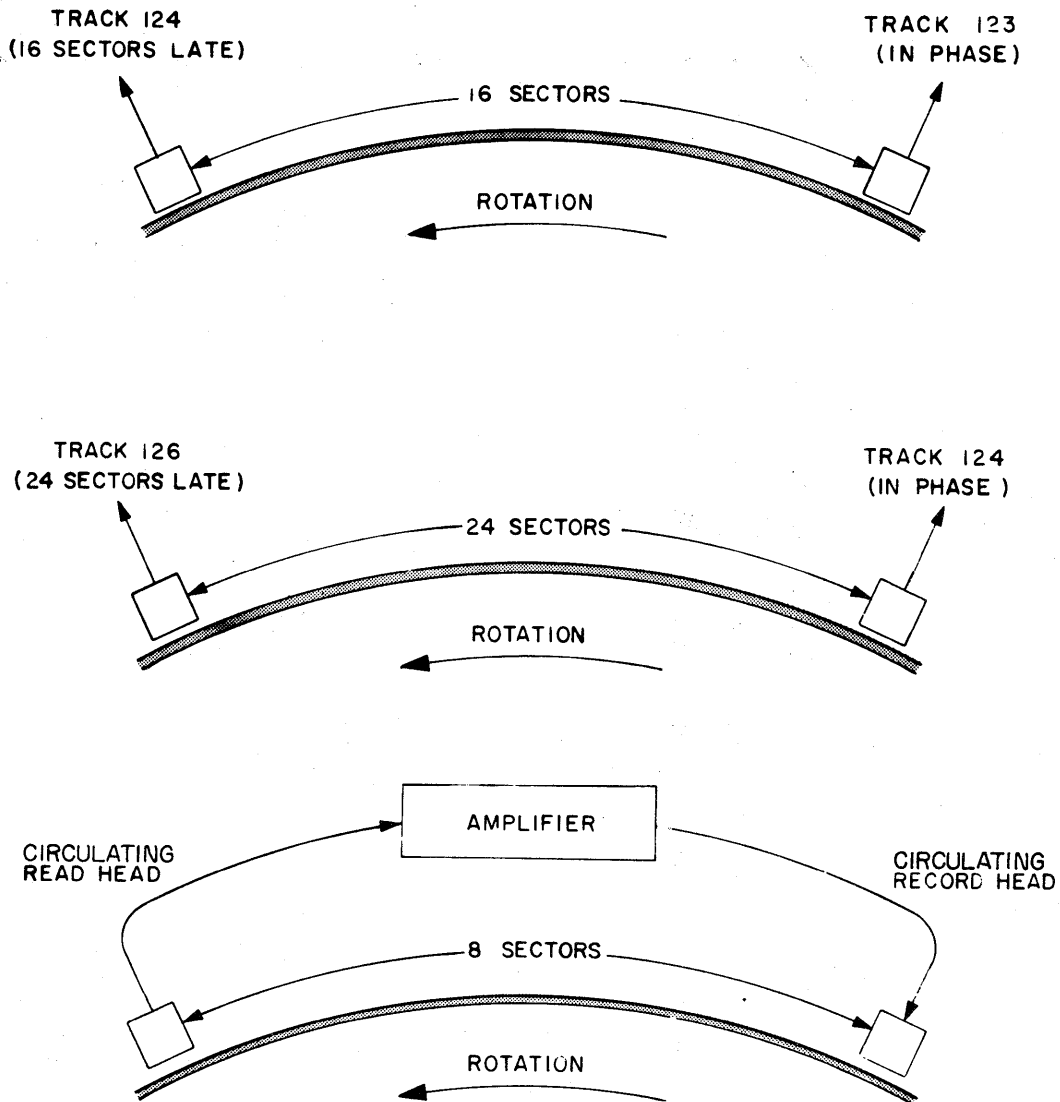 TRACK 124
(16 SECTORS LATE)
TRACK 123
(IN PHASE)
16 SECTORS
ROTATION
TRACK 126
(24 SECTORS LATE)
TRACK 124
(IN PHASE)
24 SECTORS
ROTATION
AMPLIFIER
CIRCULATING
READ HEAD
CIRCULATING
RECORD HEAD
8 SECTORS
ROTATION